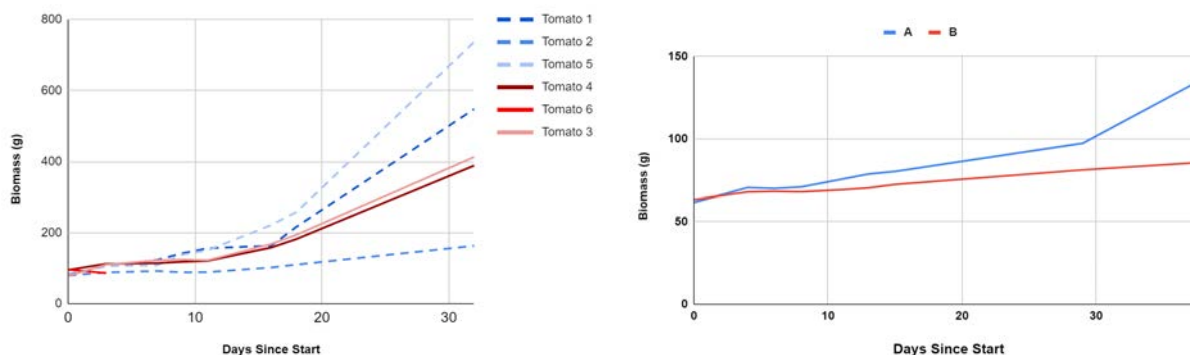 800
600
400
200
0
0
10
20
30
Biomass (g)
Days Since Start
Tomato 1
Tomato 2
Tomato 5
Tomato 4
Tomato 6
Tomato 3
A
B
150
100
50
0
0
10
20
30
Biomass (g)
Days Since Start